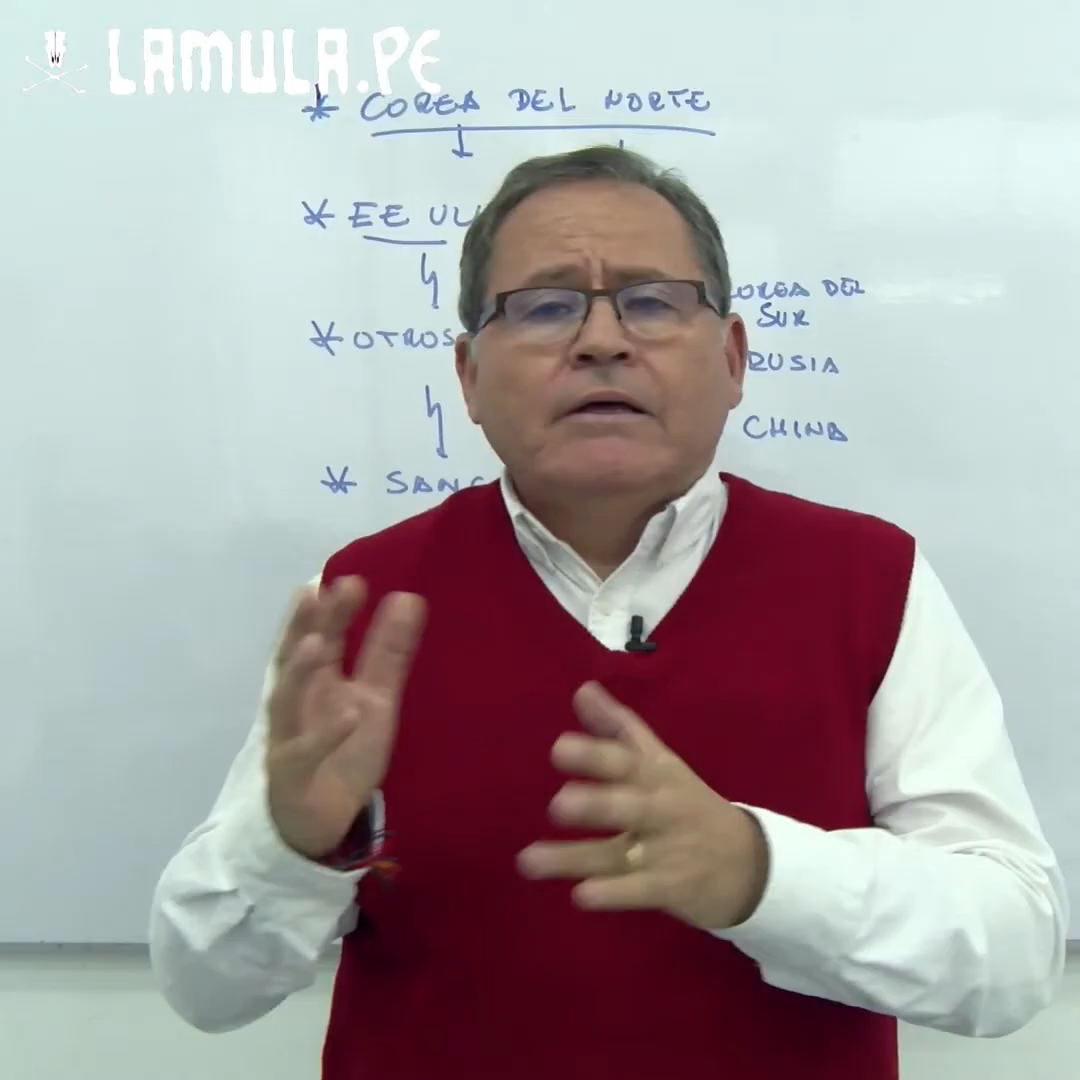 LAMULA.PE
* COREA DEL NORTE
* EE UU
COREA DEL
SUR
* OTROS
RUSIA
CHINA
*